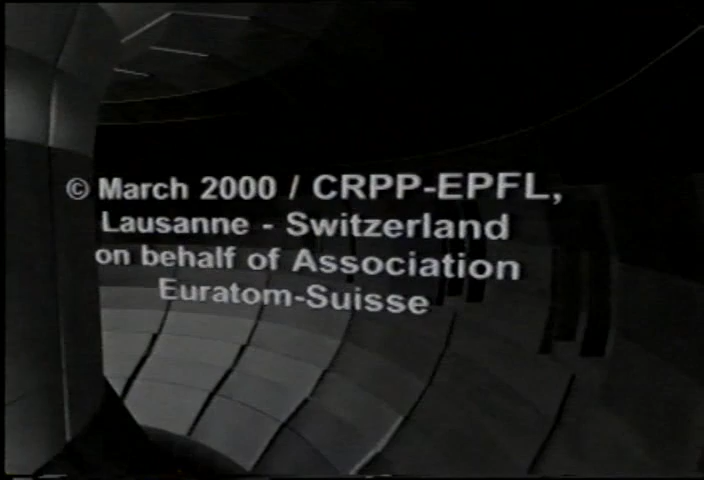 © March 2000 / CRPP-EPFL,
Lausanne - Switzerland
on behalf of Association
Euratom-Suisse